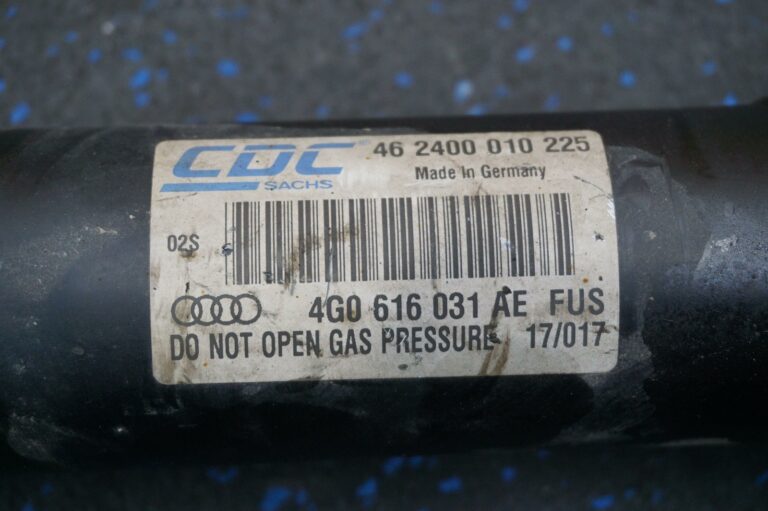 CDC 46 2400 010 225
SACHS Made In Germany
02S
4G0 616 031 AE FUS
DO NOT OPEN GAS PRESSURE 17/017